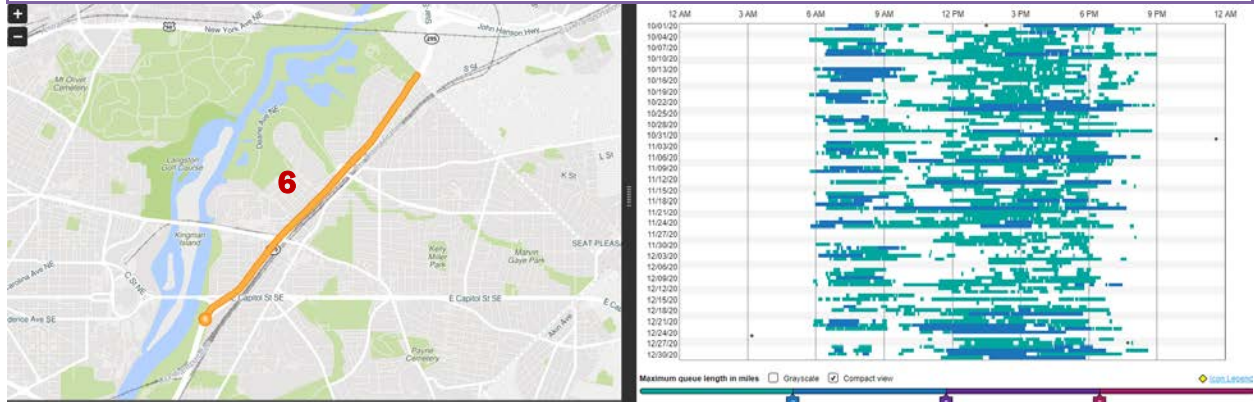 +
−
New York Ave NE
50
John Hanson Hwy
295
S St
Mt Olivet
Cemetery
Deane Ave NE
Langston
Golf Course
L St
K St
6
Kingman
Island
Kelly
Miller
Park
Marvin
Gaye Park
SEAT PLEAS
C St NE
E Capitol St SE
E Capitol St SE
E Cap
Akin Ave
Payne
Cemetery
12 AM 3 AM 6 AM 9 AM 12 PM 3 PM 6 PM 9 PM 12 AM
10/01/20
10/04/20
10/07/20
10/10/20
10/13/20
10/16/20
10/19/20
10/22/20
10/25/20
10/28/20
10/31/20
11/03/20
11/06/20
11/09/20
11/12/20
11/15/20
11/18/20
11/21/20
11/24/20
11/27/20
11/30/20
12/03/20
12/06/20
12/09/20
12/12/20
12/15/20
12/18/20
12/21/20
12/24/20
12/27/20
12/30/20
Maximum queue length in miles Grayscale Compact view Icon Legend